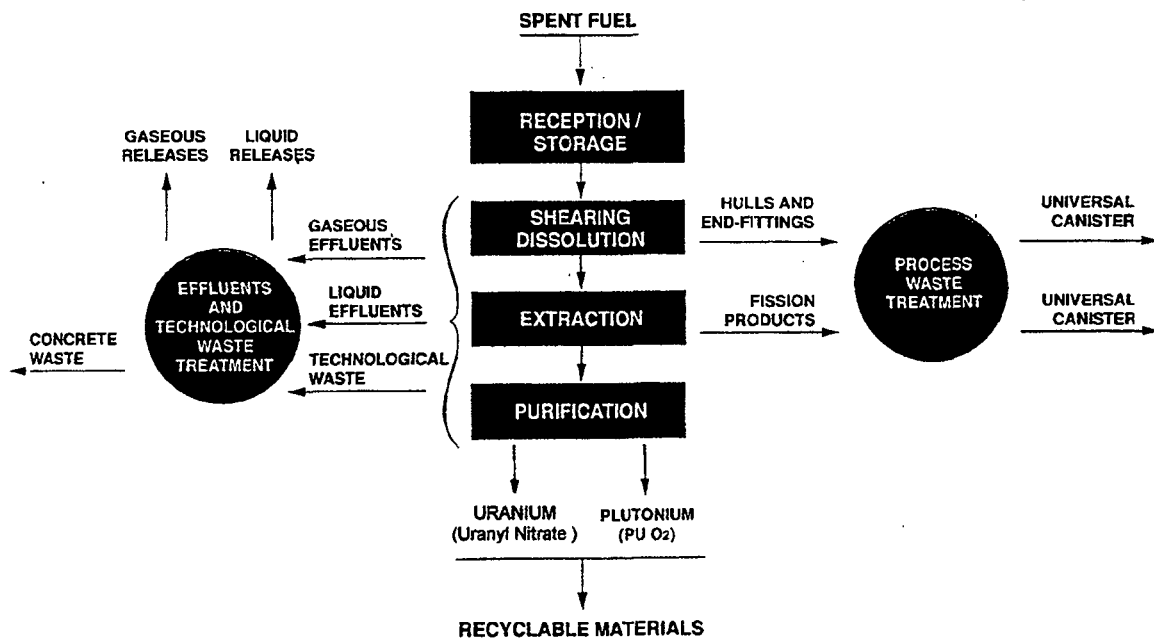 SPENT FUEL
RECEPTION /
STORAGE
GASEOUS
RELEASES
LIQUID
RELEASES
SHEARING
DISSOLUTION
HULLS AND
END-FITTINGS
UNIVERSAL
CANISTER
GASEOUS
EFFLUENTS
EFFLUENTS
AND
TECHNOLOGICAL
WASTE
TREATMENT
PROCESS
WASTE
TREATMENT
LIQUID
EFFLUENTS
EXTRACTION
FISSION
PRODUCTS
UNIVERSAL
CANISTER
CONCRETE
WASTE
TECHNOLOGICAL
WASTE
PURIFICATION
URANIUM
(Uranyl Nitrate )
PLUTONIUM
(PU O2)
RECYCLABLE MATERIALS